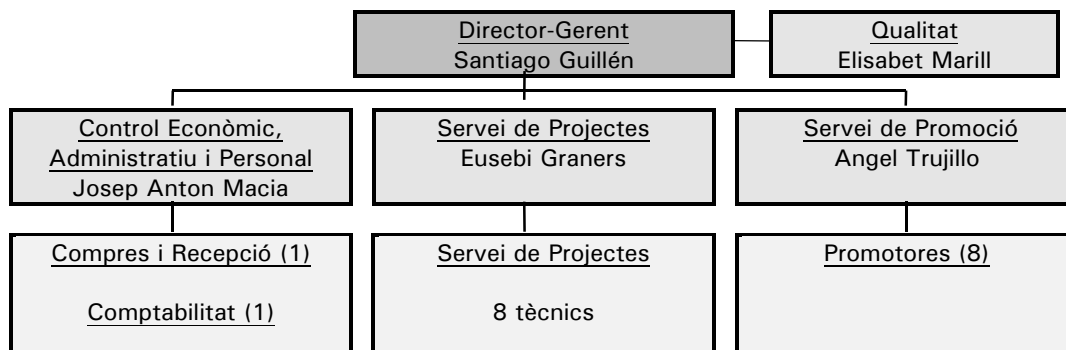 Director-Gerent
Santiago Guillén
Qualitat
Elisabet Marill
Control Econòmic,
Administratiu i Personal
Josep Anton Macia
Servei de Projectes
Eusebi Graners
Servei de Promoció
Angel Trujillo
Compres i Recepció (1)
Comptabilitat (1)
Servei de Projectes
8 tècnics
Promotores (8)